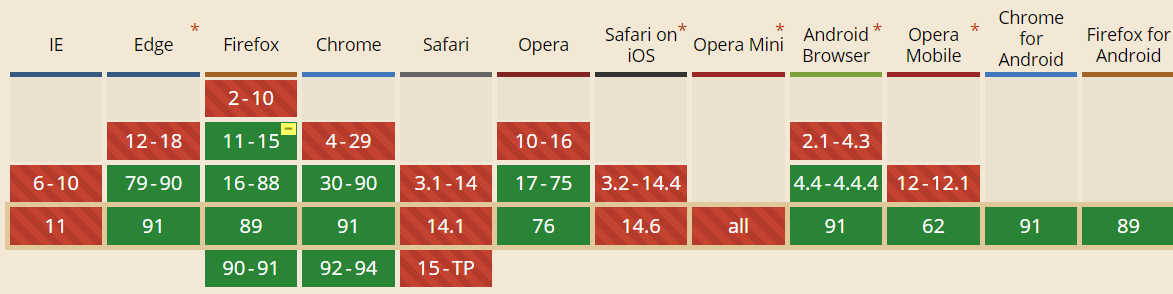 IE Edge * Firefox Chrome Safari Opera Safari on iOS * Opera Mini * Android Browser * Opera Mobile * Chrome for Android Firefox for Android
2-10
12-18 11-15 4-29 10-16 2.1-4.3
6-10 79-90 16-88 30-90 3.1-14 17-75 3.2-14.4 4.4-4.4.4 12-12.1
11 91 89 91 14.1 76 14.6 all 91 62 91 89
90-91 92-94 15-TP